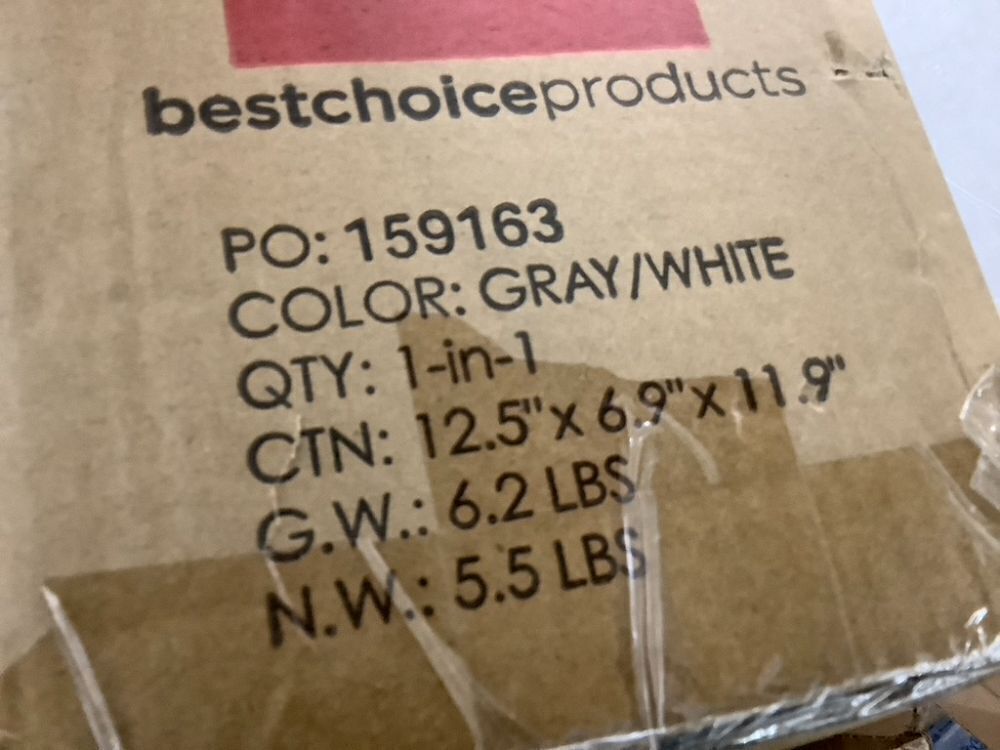 bestchoiceproducts
PO: 159163
COLOR: GRAY/WHITE
QTY: 1-in-1
CTN: 12.5"x 6.9"x 11.9"
G.W.: 6.2 LBS
N.W.: 5.5 LBS